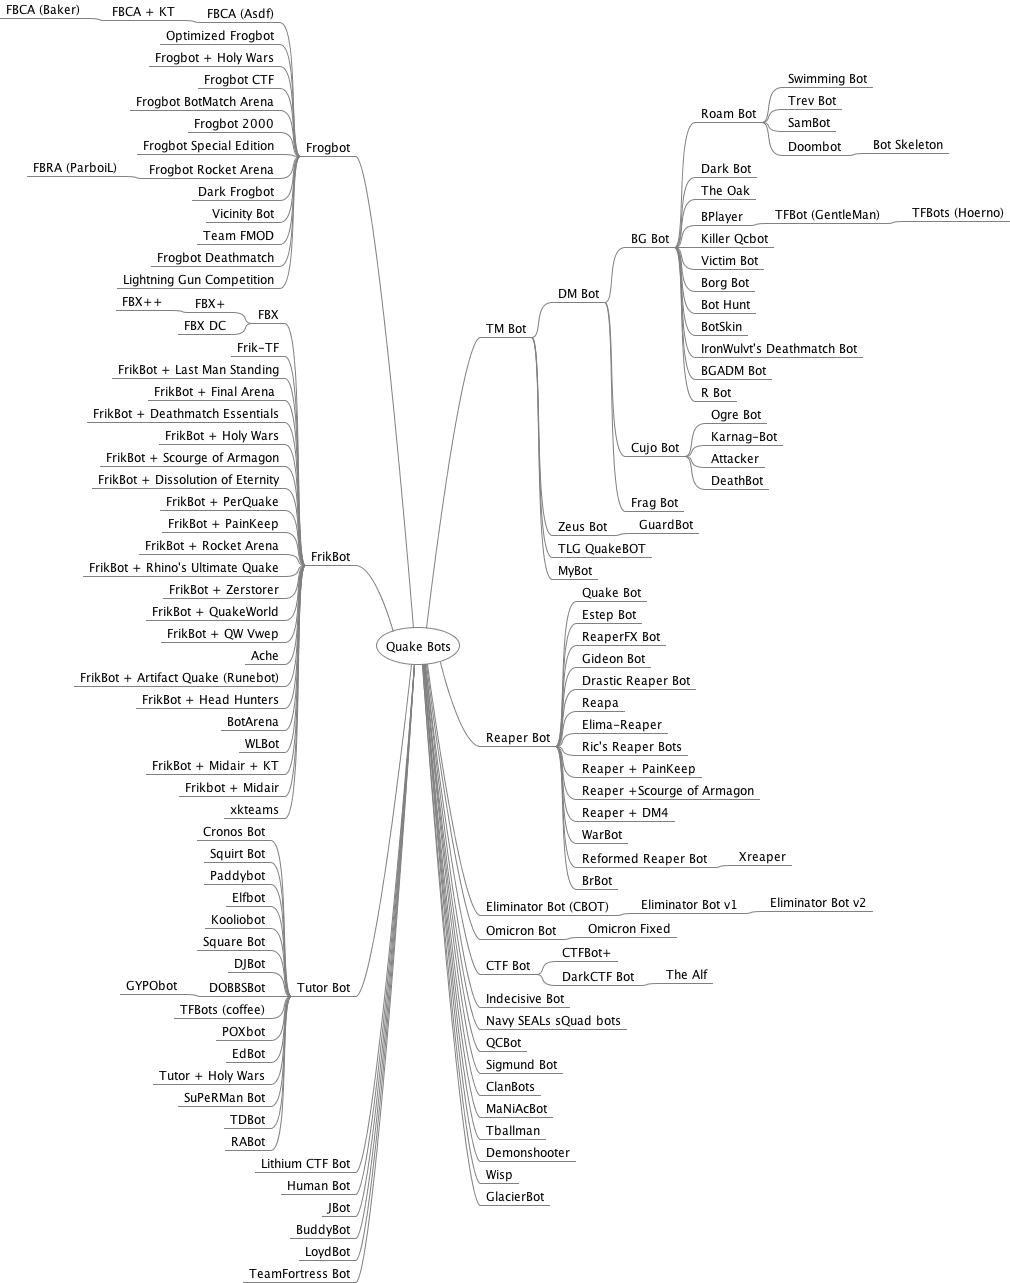 Quake Bots
Frogbot
FBCA (Asdf)
FBCA + KT
FBCA (Baker)
Optimized Frogbot
Frogbot + Holy Wars
Frogbot CTF
Frogbot BotMatch Arena
Frogbot 2000
Frogbot Special Edition
Frogbot Rocket Arena
FBRA (ParboiL)
Dark Frogbot
Vicinity Bot
Team FMOD
Frogbot Deathmatch
Lightning Gun Competition
FrikBot
FBX
FBX+
FBX++
FBX DC
Frik-TF
FrikBot + Last Man Standing
FrikBot + Final Arena
FrikBot + Deathmatch Essentials
FrikBot + Holy Wars
FrikBot + Scourge of Armagon
FrikBot + Dissolution of Eternity
FrikBot + PerQuake
FrikBot + PainKeep
FrikBot + Rocket Arena
FrikBot + Rhino's Ultimate Quake
FrikBot + Zerstorer
FrikBot + QuakeWorld
FrikBot + QW Vwep
Ache
FrikBot + Artifact Quake (Runebot)
FrikBot + Head Hunters
BotArena
WLBot
FrikBot + Midair + KT
Frikbot + Midair
xkteams
Tutor Bot
Cronos Bot
Squirt Bot
Paddybot
Elfbot
Kooliobot
Square Bot
DJBot
DOBBSBot
GYPObot
TFBots (coffee)
POXbot
EdBot
Tutor + Holy Wars
SuPeRMan Bot
TDBot
RABot
Lithium CTF Bot
Human Bot
JBot
BuddyBot
LoydBot
TeamFortress Bot
TM Bot
DM Bot
BG Bot
Roam Bot
Swimming Bot
Trev Bot
SamBot
Doombot
Bot Skeleton
Dark Bot
The Oak
BPlayer
TFBot (GentleMan)
TFBots (Hoerno)
Killer Qcbot
Victim Bot
Borg Bot
Bot Hunt
BotSkin
IronWulvt's Deathmatch Bot
BGADM Bot
R Bot
Cujo Bot
Ogre Bot
Karnag-Bot
Attacker
DeathBot
Frag Bot
Zeus Bot
GuardBot
TLG QuakeBOT
MyBot
Reaper Bot
Quake Bot
Estep Bot
ReaperFX Bot
Gideon Bot
Drastic Reaper Bot
Reapa
Elima-Reaper
Ric's Reaper Bots
Reaper + PainKeep
Reaper +Scourge of Armagon
Reaper + DM4
WarBot
Reformed Reaper Bot
Xreaper
BrBot
Eliminator Bot (CBOT)
Eliminator Bot v1
Eliminator Bot v2
Omicron Bot
Omicron Fixed
CTF Bot
CTFBot+
DarkCTF Bot
The Alf
Indecisive Bot
Navy SEALs sQuad bots
QCBot
Sigmund Bot
ClanBots
MaNiAcBot
Tballman
Demonshooter
Wisp
GlacierBot